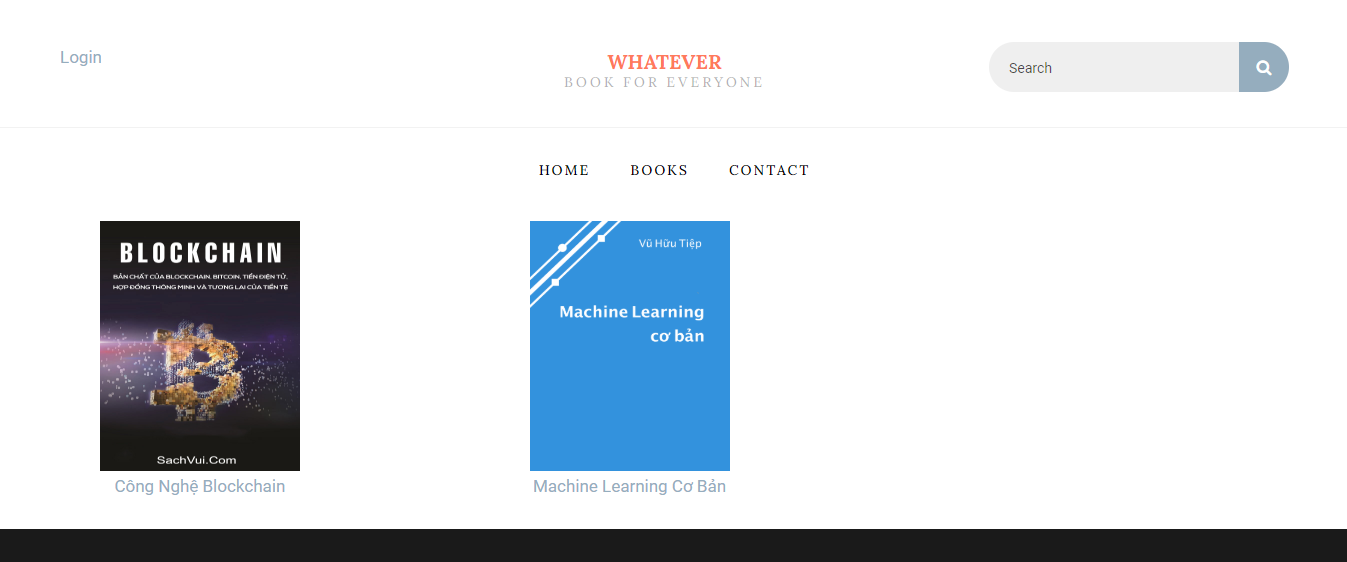 Login
WHATEVER
BOOK FOR EVERYONE
Search
HOME BOOKS CONTACT
BLOCKCHAIN
BẢN CHẤT CỦA BLOCKCHAIN, BITCOIN, TIỀN ĐIỆN TỬ,
HỢP ĐỒNG THÔNG MINH VÀ TƯƠNG LAI CỦA TIỀN TỆ
SachVui.Com
Công Nghệ Blockchain
Vũ Hữu Tiệp
Machine Learning
cơ bản
Machine Learning Cơ Bản